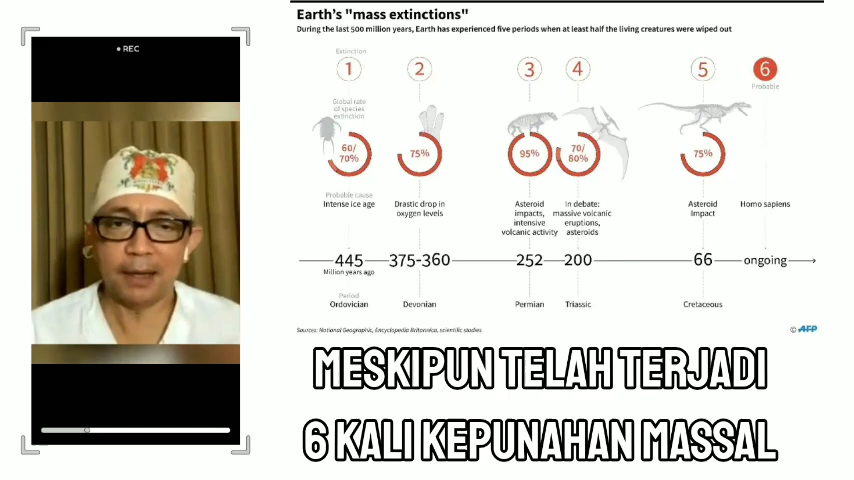 Earth's "mass extinctions"
During the last 500 million years, Earth has experienced five periods when at least half the living creatures were wiped out
• REC
Extinction
1 2 3 4 5 6
Probable
Global rate
of species
extinction
60/
70%
75%
95%
70/
80%
75%
Probable cause
Intense ice age
Drastic drop in
oxygen levels
Asteroid
impacts,
intensive
volcanic activity
In debate:
massive volcanic
eruptions,
asteroids
Asteroid
Impact
Homo sapiens
445 375-360 252 200 66 ongoing
Million years ago
Period
Ordovician Devonian Permian Triassic Cretaceous
Sources: National Geographic, Encyclopedia Britannica, scientific studies
© AFP
MESKIPUN TELAH TERJADI
6 KALI KEPUNAHAN MASSAL